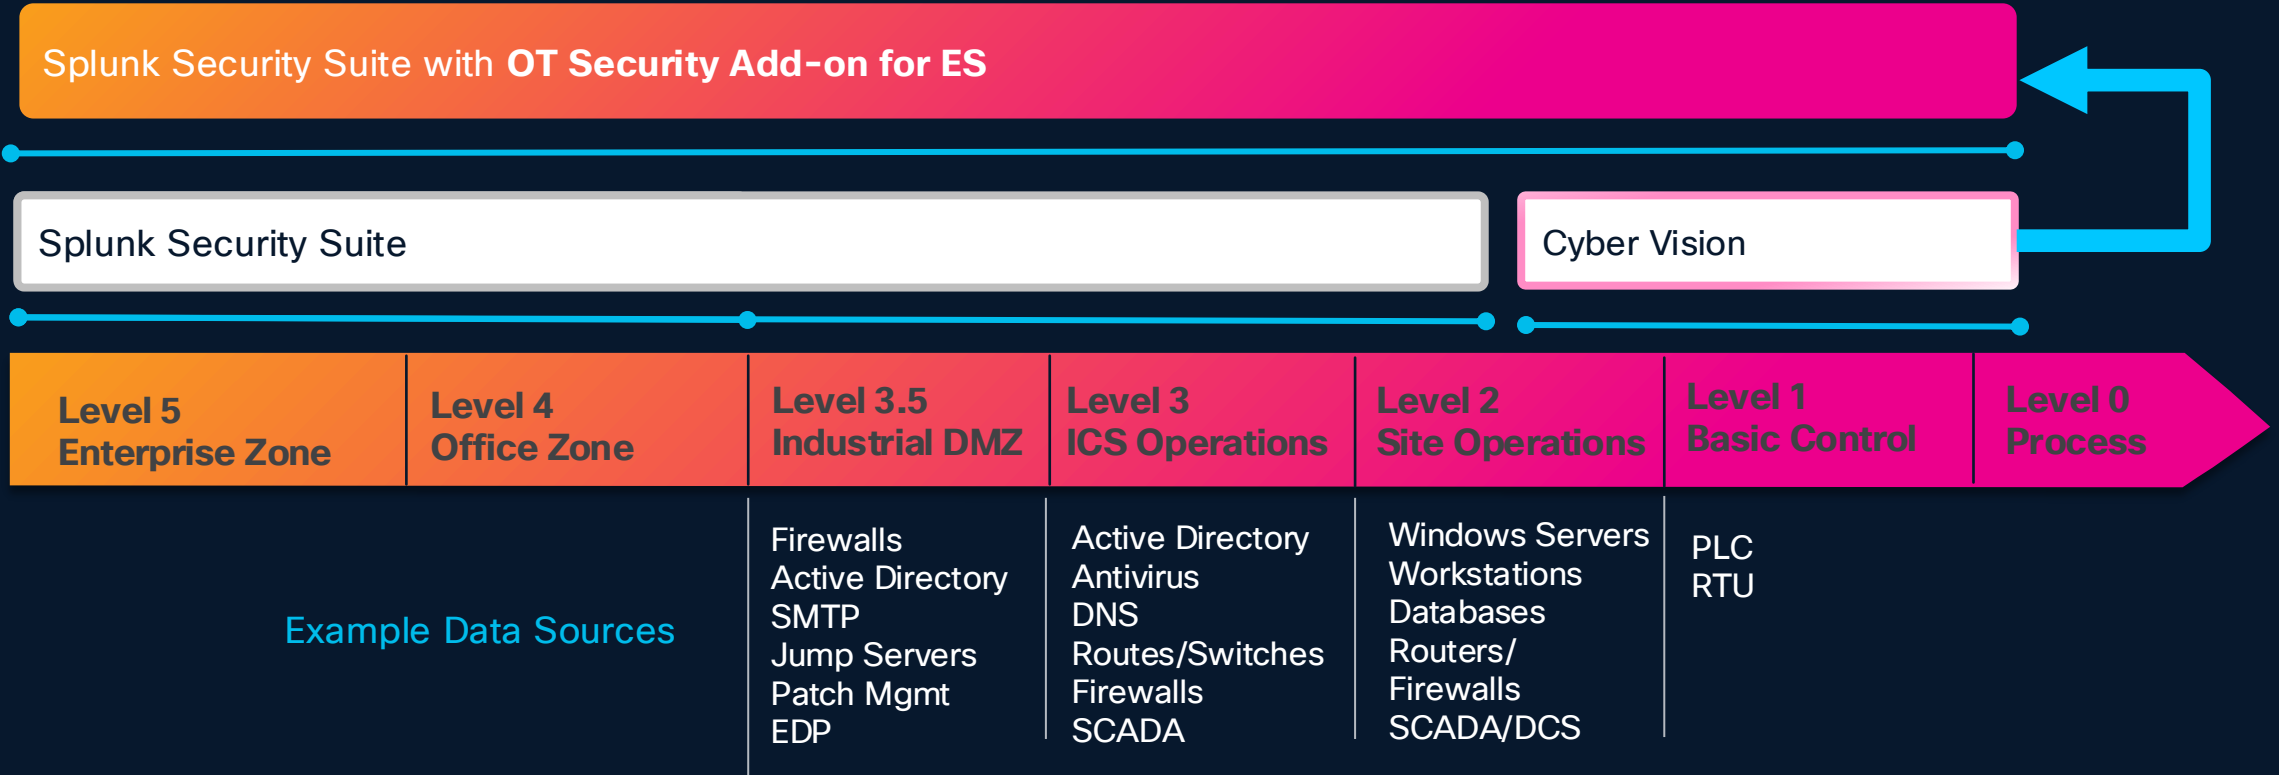 Splunk Security Suite with OT Security Add-on for ES
Splunk Security Suite
Cyber Vision
Level 5
Enterprise Zone
Level 4
Office Zone
Level 3.5
Industrial DMZ
Level 3
ICS Operations
Level 2
Site Operations
Level 1
Basic Control
Level 0
Process
Example Data Sources
Firewalls
Active Directory
SMTP
Jump Servers
Patch Mgmt
EDP
Active Directory
Antivirus
DNS
Routes/Switches
Firewalls
SCADA
Windows Servers
Workstations
Databases
Routers/
Firewalls
SCADA/DCS
PLC
RTU